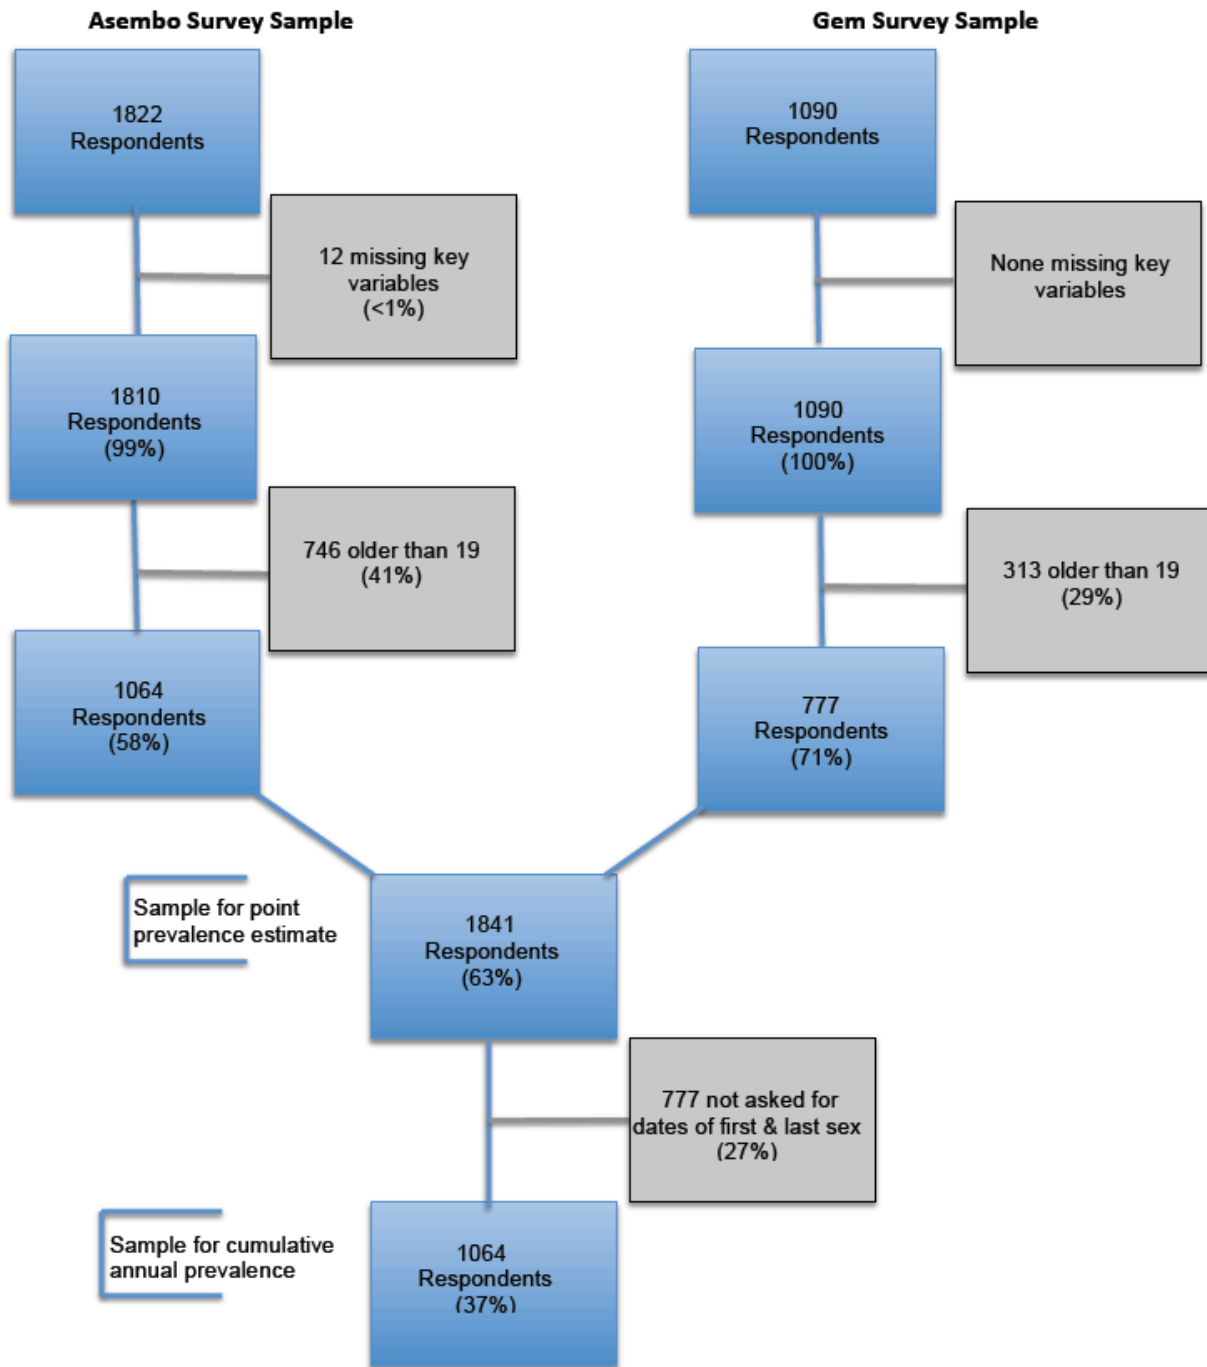 Asembo Survey Sample
Gem Survey Sample
1822
Respondents
1090
Respondents
12 missing key
variables
(<1%)
None missing key
variables
1810
Respondents
(99%)
1090
Respondents
(100%)
746 older than 19
(41%)
313 older than 19
(29%)
1064
Respondents
(58%)
777
Respondents
(71%)
Sample for point
prevalence estimate
1841
Respondents
(63%)
777 not asked for
dates of first & last sex
(27%)
Sample for cumulative
annual prevalence
1064
Respondents
(37%)